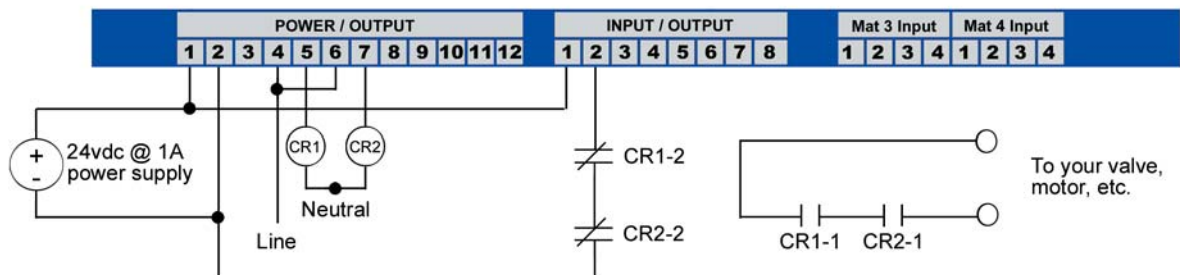 POWER / OUTPUT
INPUT / OUTPUT
Mat 3 Input
Mat 4 Input
1 2 3 4 5 6 7 8 9 10 11 12
1 2 3 4 5 6 7 8
1 2 3 4
1 2 3 4
+
-
24vdc @ 1A
power supply
CR1
CR2
Neutral
Line
CR1-2
CR2-2
CR1-1
CR2-1
To your valve,
motor, etc.